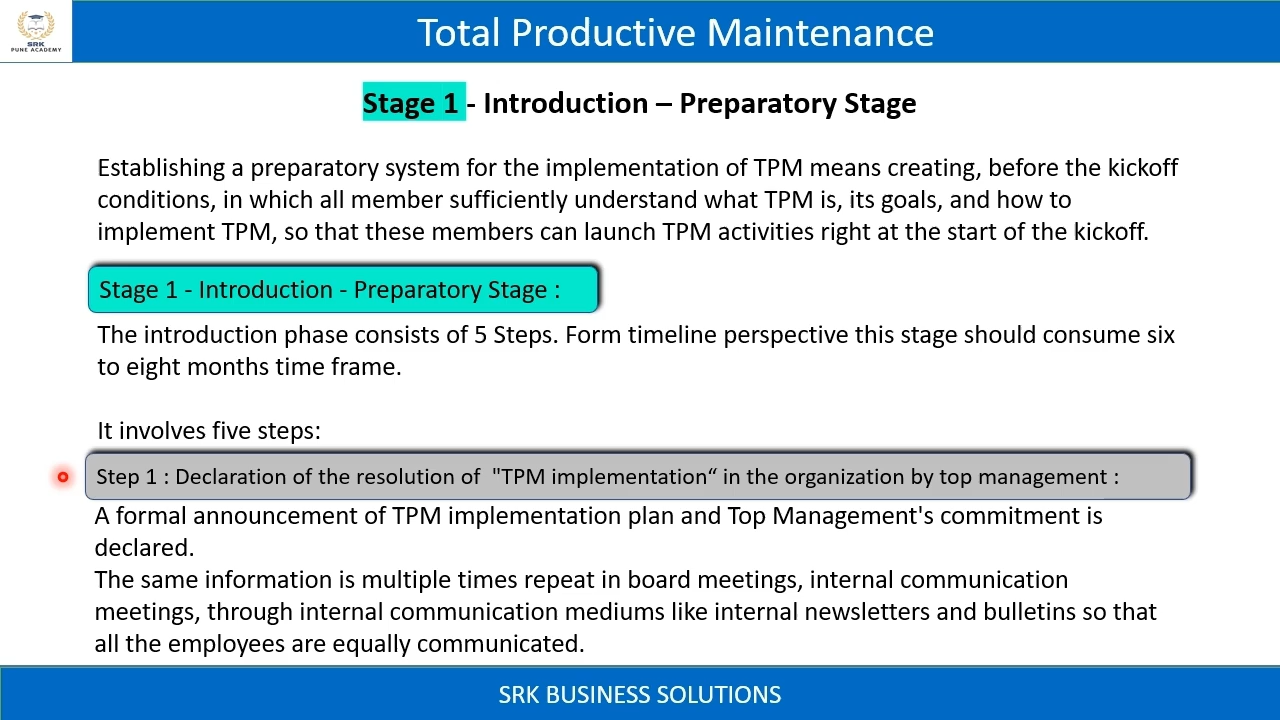 SRK
PUNE ACADEMY
Total Productive Maintenance
Stage 1 - Introduction – Preparatory Stage
Establishing a preparatory system for the implementation of TPM means creating, before the kickoff
conditions, in which all member sufficiently understand what TPM is, its goals, and how to
implement TPM, so that these members can launch TPM activities right at the start of the kickoff.
Stage 1 - Introduction - Preparatory Stage :
The introduction phase consists of 5 Steps. Form timeline perspective this stage should consume six
to eight months time frame.
It involves five steps:
Step 1 : Declaration of the resolution of "TPM implementation“ in the organization by top management :
A formal announcement of TPM implementation plan and Top Management's commitment is
declared.
The same information is multiple times repeat in board meetings, internal communication
meetings, through internal communication mediums like internal newsletters and bulletins so that
all the employees are equally communicated.
SRK BUSINESS SOLUTIONS